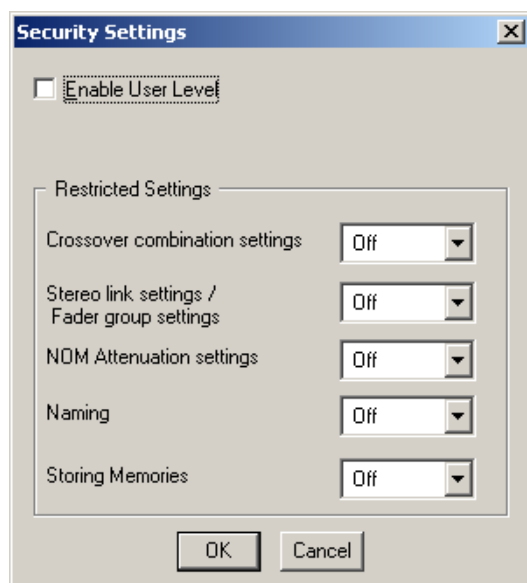 Security Settings
Enable User Level
Restricted Settings
Crossover combination settings Off
Stereo link settings /
Fader group settings Off
NOM Attenuation settings Off
Naming Off
Storing Memories Off
OK Cancel